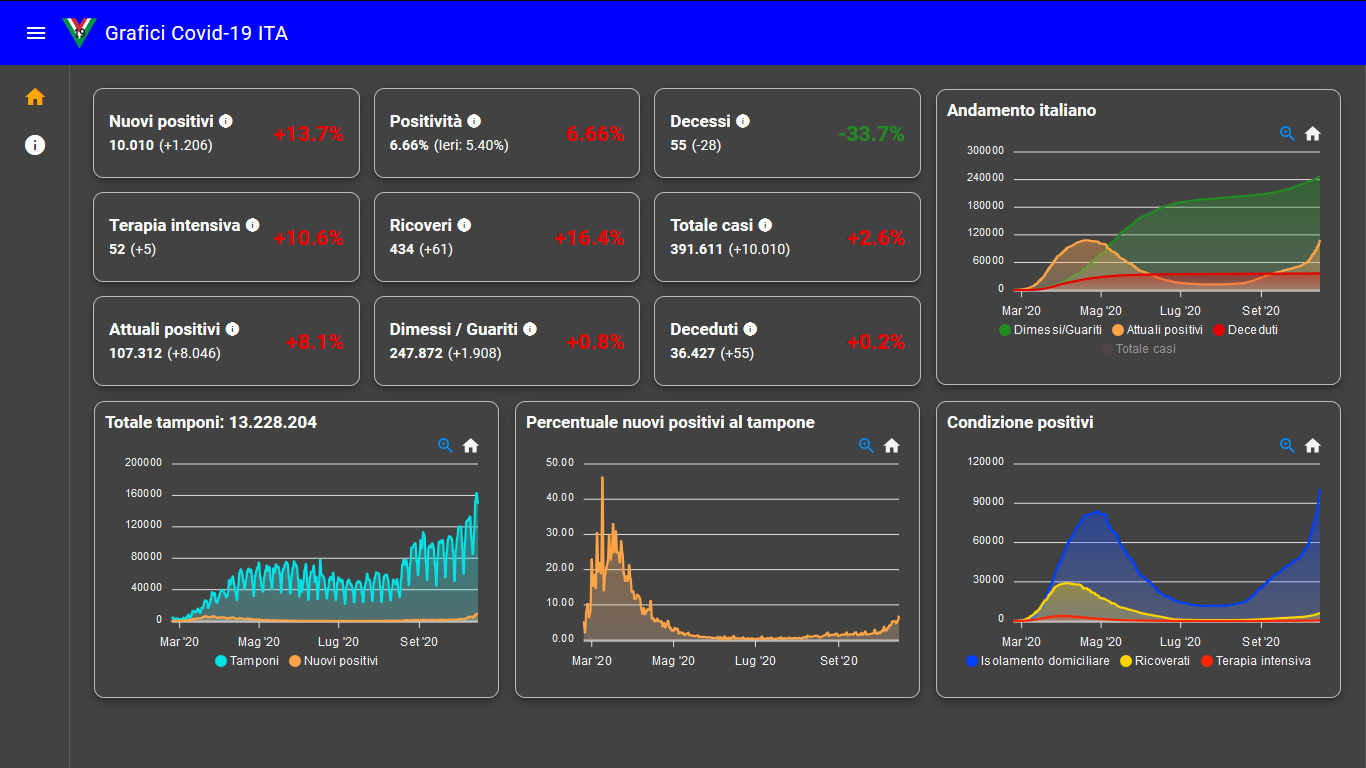 19
Grafici Covid-19 ITA
Nuovi positivi
10.010 (+1.206)
+13.7%
Positività
6.66% (Ieri: 5.40%)
6.66%
Decessi
55 (-28)
-33.7%
Terapia intensiva
52 (+5)
+10.6%
Ricoveri
434 (+61)
+16.4%
Totale casi
391.611 (+10.010)
+2.6%
Attuali positivi
107.312 (+8.046)
+8.1%
Dimessi / Guariti
247.872 (+1.908)
+0.8%
Deceduti
36.427 (+55)
+0.2%
Andamento italiano
300000
240000
180000
120000
60000
0
Mar '20 Mag '20 Lug '20 Set '20
Dimessi/Guariti Attuali positivi Deceduti
Totale casi
Totale tamponi: 13.228.204
200000
160000
120000
80000
40000
0
Mar '20 Mag '20 Lug '20 Set '20
Tamponi Nuovi positivi
Percentuale nuovi positivi al tampone
50.00
40.00
30.00
20.00
10.00
0.00
Mar '20 Mag '20 Lug '20 Set '20
Condizione positivi
120000
90000
60000
30000
0
Mar '20 Mag '20 Lug '20 Set '20
Isolamento domiciliare Ricoverati Terapia intensiva